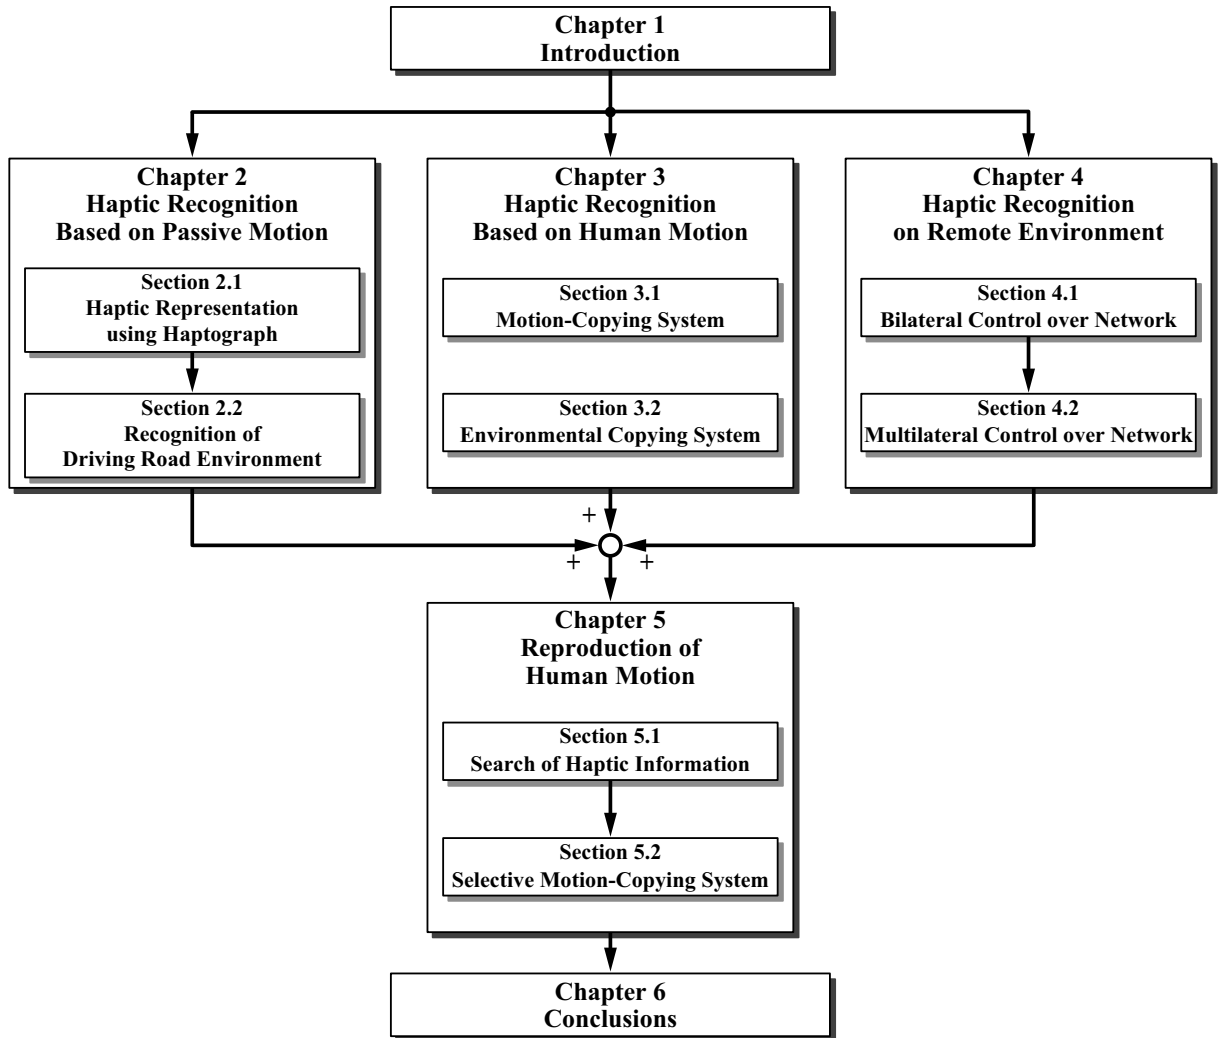 Chapter 1
Introduction
Chapter 2
Haptic Recognition
Based on Passive Motion
Section 2.1
Haptic Representation
using Haptograph
Section 2.2
Recognition of
Driving Road Environment
Chapter 3
Haptic Recognition
Based on Human Motion
Section 3.1
Motion-Copying System
Section 3.2
Environmental Copying System
Chapter 4
Haptic Recognition
on Remote Environment
Section 4.1
Bilateral Control over Network
Section 4.2
Multilateral Control over Network
+
+
+
Chapter 5
Reproduction of
Human Motion
Section 5.1
Search of Haptic Information
Section 5.2
Selective Motion-Copying System
Chapter 6
Conclusions